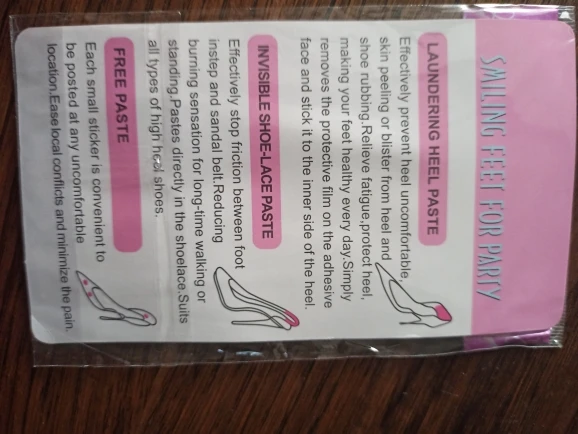 SMILING FEET FOR PARTY
LAUNDERING HEEL PASTE
Effectively prevent heel uncomfortable,
skin peeling or blister from heel and
shoe rubbing.Relieve fatigue,protect heel,
making your feet healthy every day.Simply
removes the protective film on the adhesive
face and stick it to the inner side of the heel.
INVISIBLE SHOE-LACE PASTE
Effectively stop friction between foot
instep and sandal belt.Reducing
burning sensation for long-time walking or
standing.Pastes directly in the shoelace.Suits
all types of high heel shoes.
FREE PASTE
Each small sticker is convenient to
be posted at any uncomfortable
location.Ease local conflicts and minimize the pain.